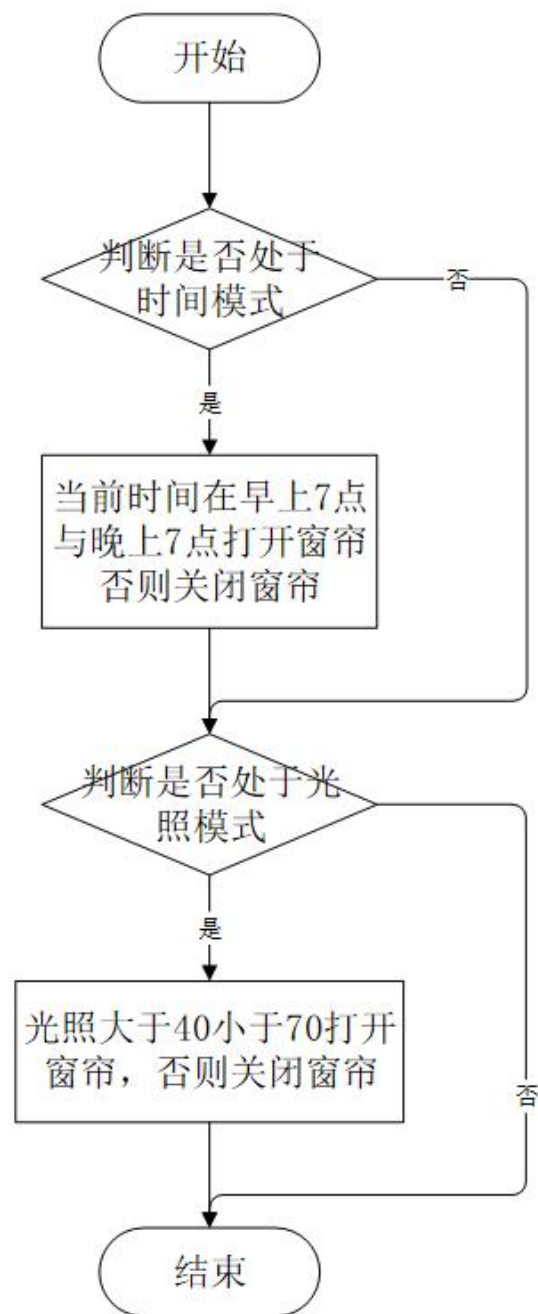 开始
判断是否处于
时间模式
否
是
当前时间在早上7点
与晚上7点打开窗帘
否则关闭窗帘
判断是否处于光
照模式
是
光照大于40小于70打开
窗帘，否则关闭窗帘
否
结束